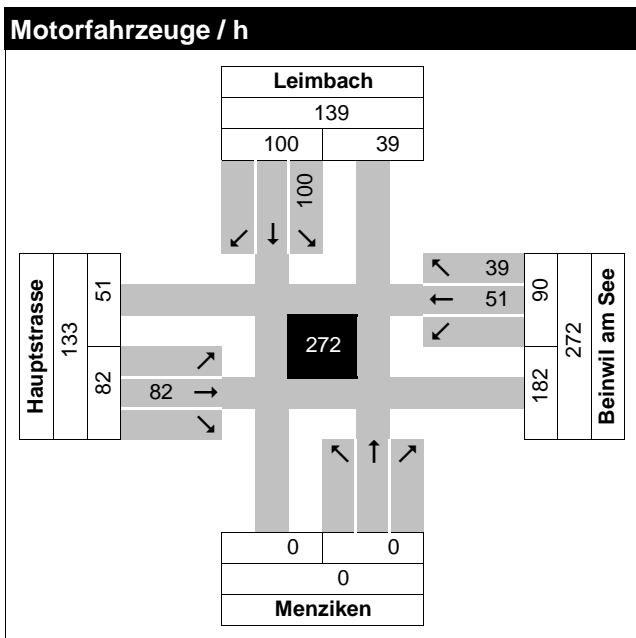 Motorfahrzeuge / h
Leimbach
139
100 39
100
↙ ↓ ↘
Hauptstrasse
133
51
82
↗
82 →
↘
272
↖ 39
← 51
↙
90
182
272
Beinwil am See
↖ ↑ ↗
0 0
0
Menziken